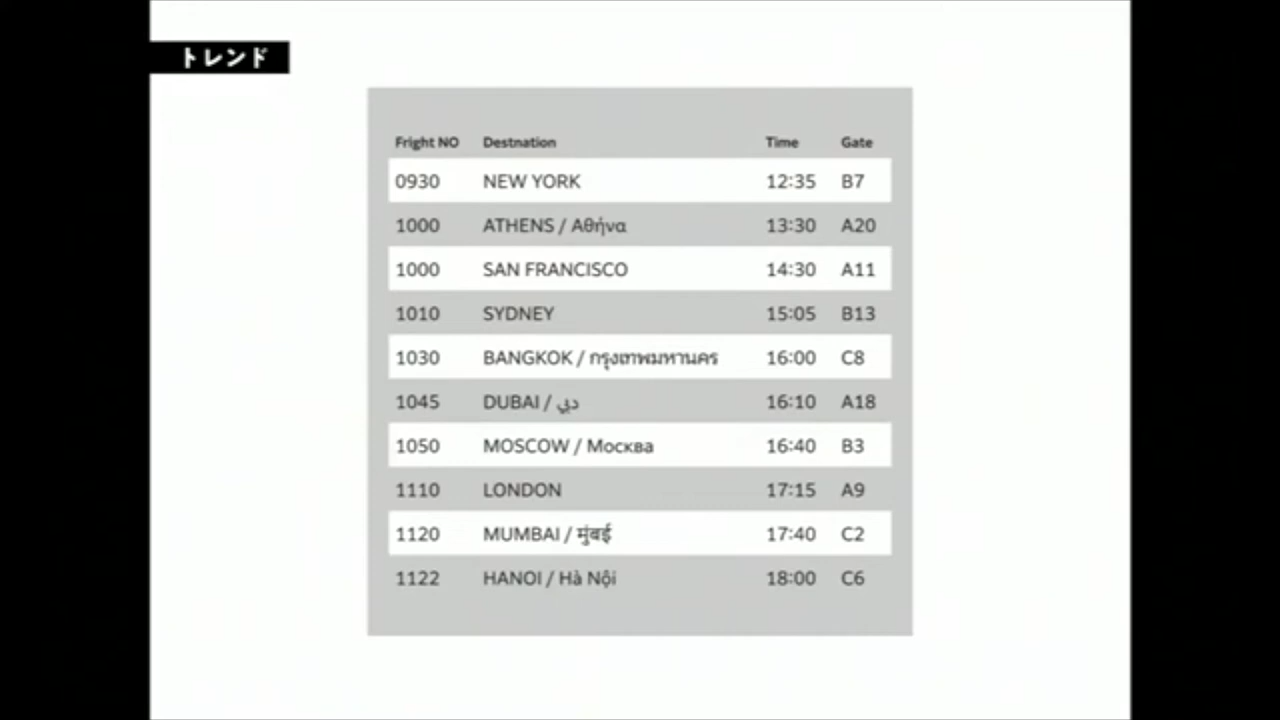 トレンド
Fright NO Destnation Time Gate
0930 NEW YORK 12:35 B7
1000 ATHENS / Αθήνα 13:30 A20
1000 SAN FRANCISCO 14:30 A11
1010 SYDNEY 15:05 B13
1030 BANGKOK / กรุงเทพมหานคร 16:00 C8
1045 DUBAI / دبي 16:10 A18
1050 MOSCOW / Москва 16:40 B3
1110 LONDON 17:15 A9
1120 MUMBAI / मुंबई 17:40 C2
1122 HANOI / Hà Nội 18:00 C6